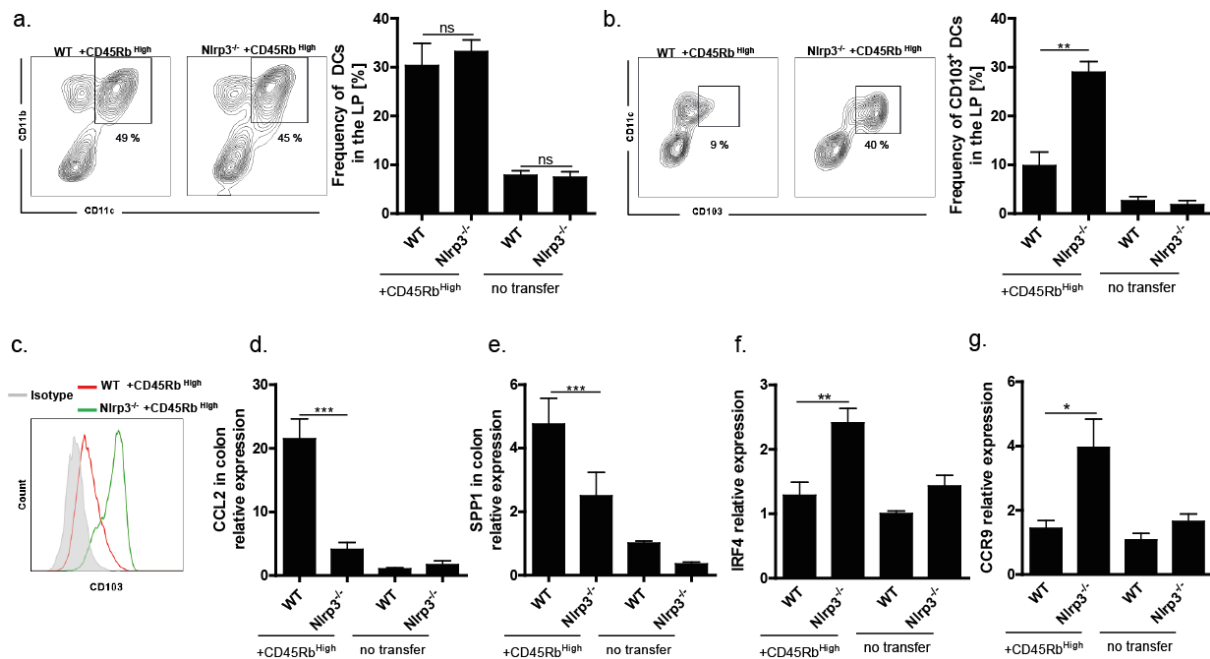 a.
WT +CD45Rb High
Nlrp3-/- +CD45Rb High
CD11b
49 %
45 %
CD11c
Frequency of DCs
in the LP [%]
40
30
20
10
0
ns
ns
WT
Nlrp3-/-
WT
Nlrp3-/-
+CD45RbHigh
no transfer
b.
WT +CD45Rb High
Nlrp3-/- +CD45Rb High
CD11c
9 %
40 %
CD103
Frequency of CD103+ DCs
in the LP [%]
40
30
20
10
0
**
WT
Nlrp3-/-
WT
Nlrp3-/-
+CD45RbHigh
no transfer
c.
Isotype
WT +CD45Rb High
Nlrp3-/- +CD45Rb High
Count
CD103
d.
CCL2 in colon
relative expression
30
20
10
0
***
WT
Nlrp3-/-
WT
Nlrp3-/-
+CD45RbHigh
no transfer
e.
SPP1 in colon
relative expression
6
4
2
0
***
WT
Nlrp3-/-
WT
Nlrp3-/-
+CD45RbHigh
no transfer
f.
IRF4 relative expression
3
2
1
0
**
WT
Nlrp3-/-
WT
Nlrp3-/-
+CD45RbHigh
no transfer
g.
CCR9 relative expression
6
4
2
0
*
WT
Nlrp3-/-
WT
Nlrp3-/-
+CD45RbHigh
no transfer